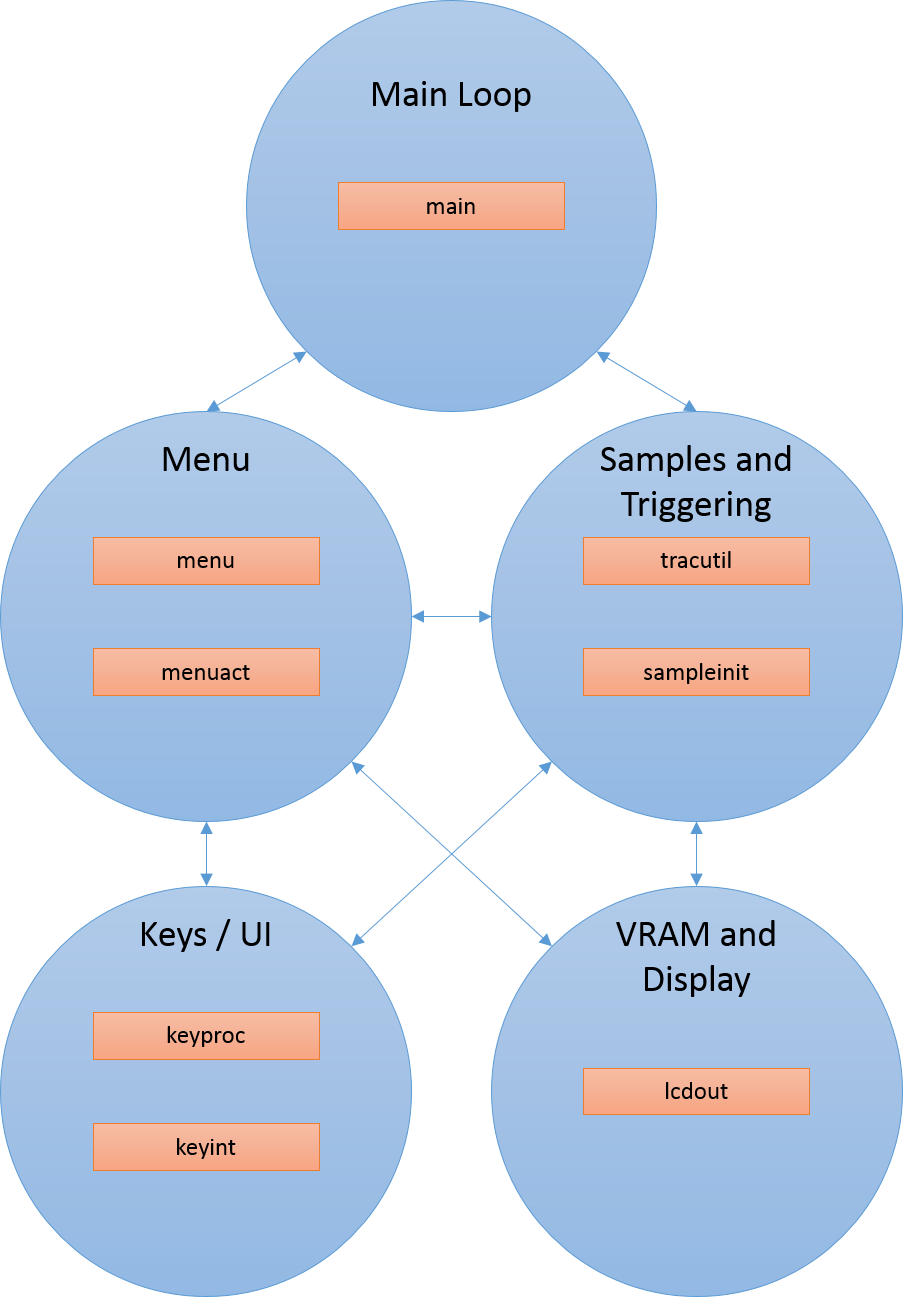 Main Loop
main
Menu
menu
menuact
Samples and
Triggering
tracutil
sampleinit
Keys / UI
keyproc
keyint
VRAM and
Display
lcdout